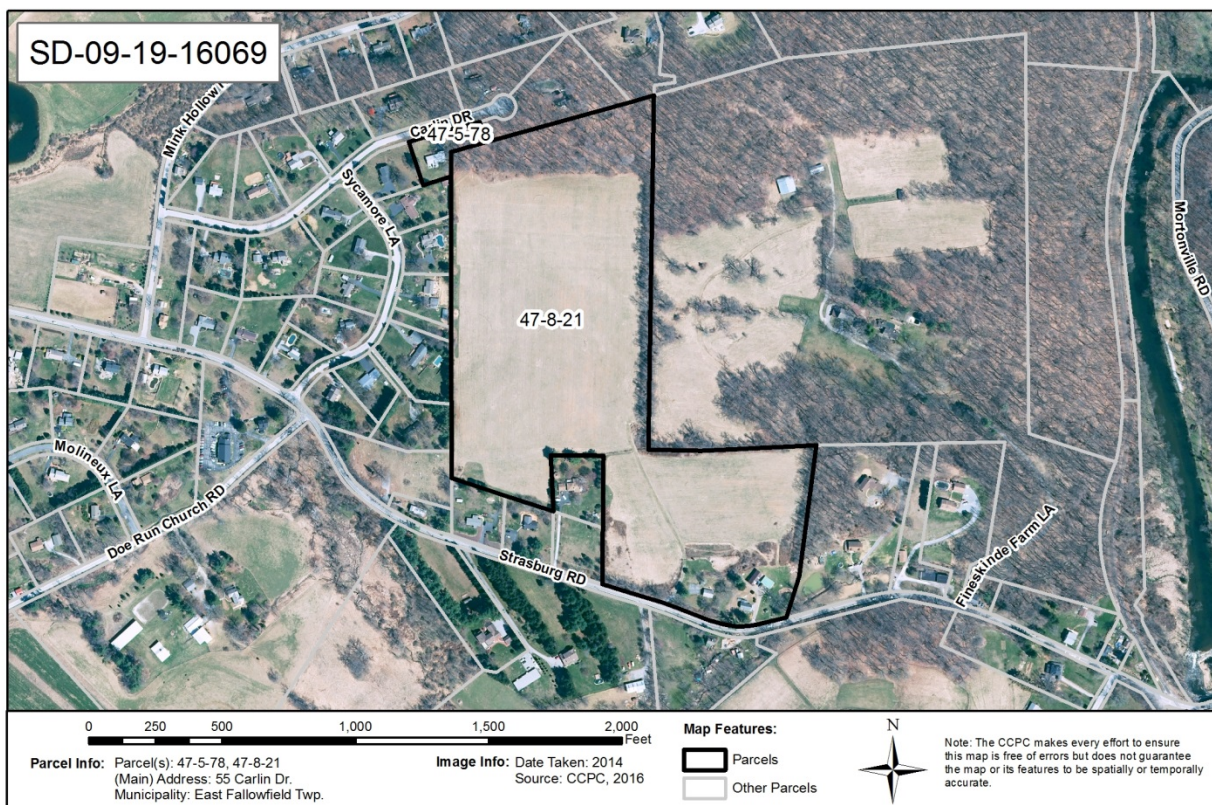 SD-09-19-16069
Mink Hollow
Carlin DR
47-5-78
Sycamore LA
Mortonville RD
47-8-21
Molineux LA
Doe Run Church RD
Strasburg RD
Fineskinde Farm LA
0 250 500 1,000 1,500 2,000
Feet
Parcel Info: Parcel(s): 47-5-78, 47-8-21
(Main) Address: 55 Carlin Dr.
Municipality: East Fallowfield Twp.
Image Info: Date Taken: 2014
Source: CCPC, 2016
Map Features:
Parcels
Other Parcels
N
Note: The CCPC makes every effort to ensure
this map is free of errors but does not guarantee
the map or its features to be spatially or temporally
accurate.